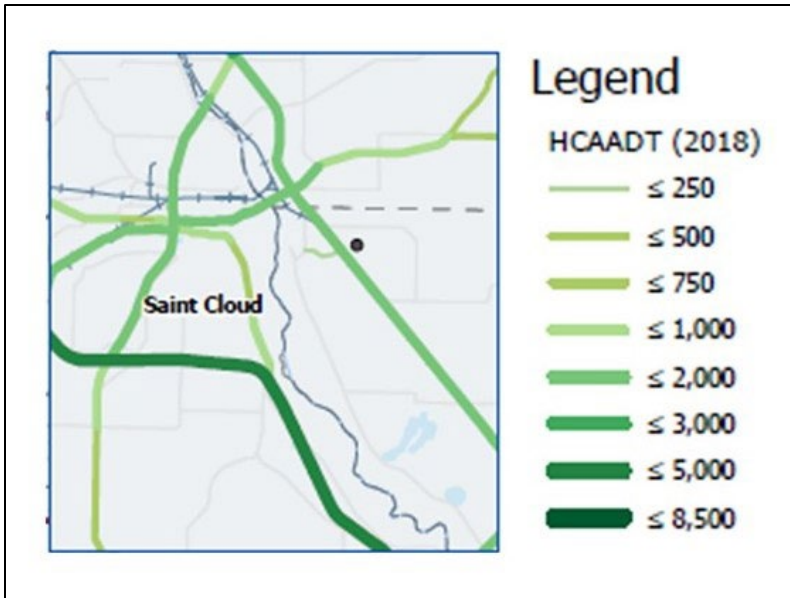 Legend
HCAADT (2018)
≤ 250
≤ 500
≤ 750
≤ 1,000
≤ 2,000
≤ 3,000
≤ 5,000
≤ 8,500
Saint Cloud